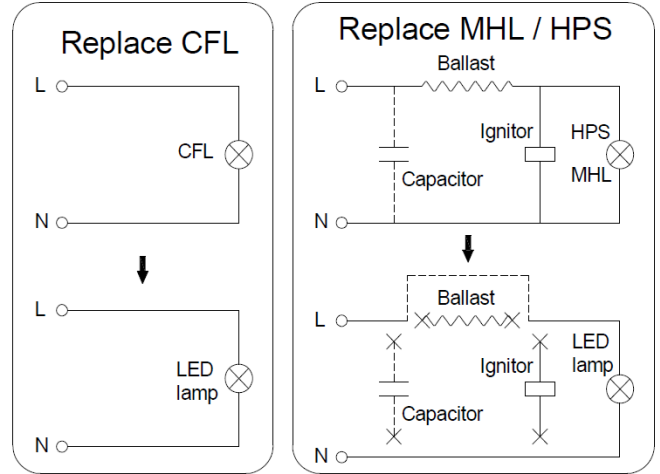 Replace CFL
L
CFL
N
L
LED
lamp
N
Replace MHL / HPS
Ballast
L
Ignitor
HPS
MHL
Capacitor
N
Ballast
L
LED
lamp
Ignitor
Capacitor
N